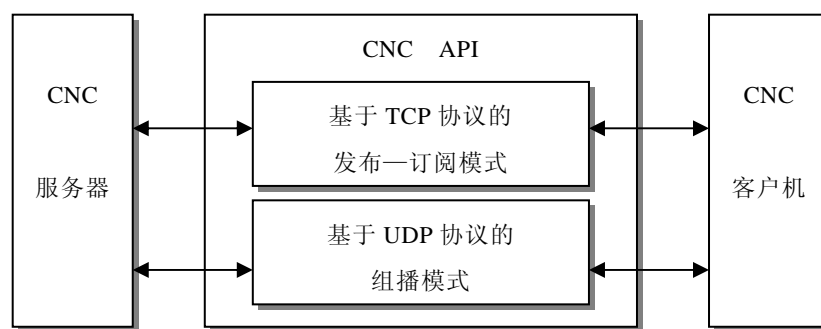 CNC
服务器
CNC API
基于 TCP 协议的
发布—订阅模式
基于 UDP 协议的
组播模式
CNC
客户机